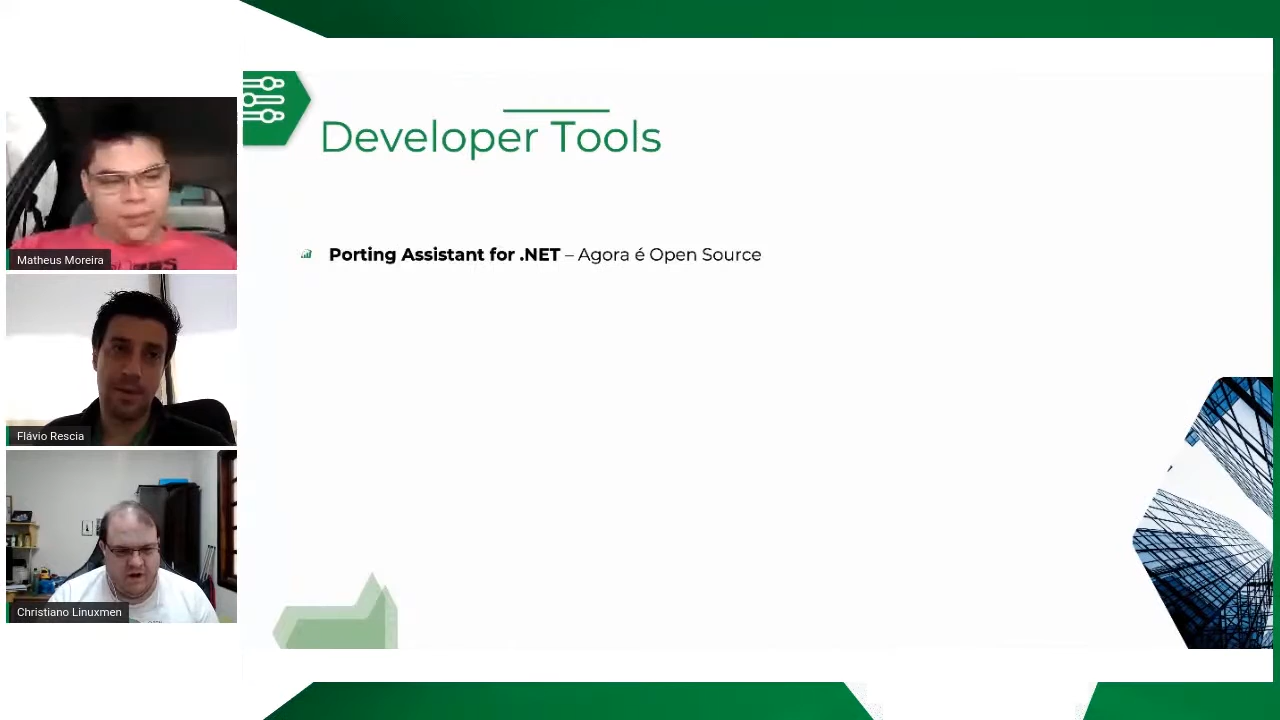 Developer Tools
Porting Assistant for .NET – Agora é Open Source
Matheus Moreira
Flávio Rescia
Christiano Linuxmen